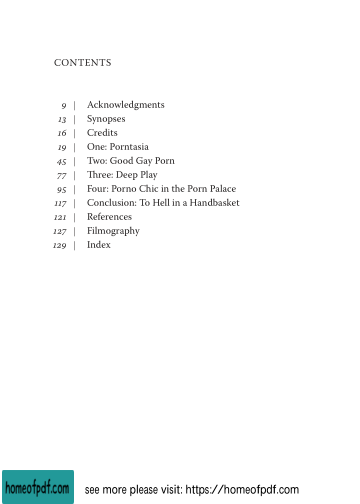 CONTENTS
9 | Acknowledgments
13 | Synopses
16 | Credits
19 | One: Porntasia
45 | Two: Good Gay Porn
77 | Three: Deep Play
95 | Four: Porno Chic in the Porn Palace
117 | Conclusion: To Hell in a Handbasket
121 | References
127 | Filmography
129 | Index
homeofpdf.com see more please visit: https://homeofpdf.com